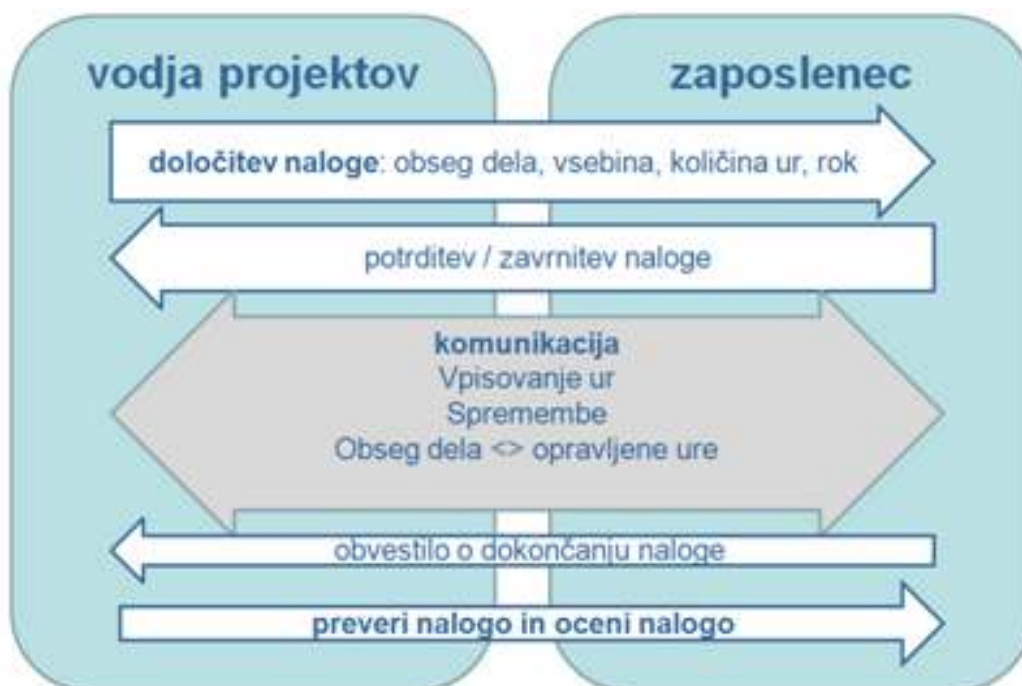 vodja projektov
zaposlenec
določitev naloge: obseg dela, vsebina, količina ur, rok
potrditev / zavrnitev naloge
komunikacija
Vpisovanje ur
Spremembe
Obseg dela <> opravljene ure
obvestilo o dokončanju naloge
preveri nalogo in oceni nalogo